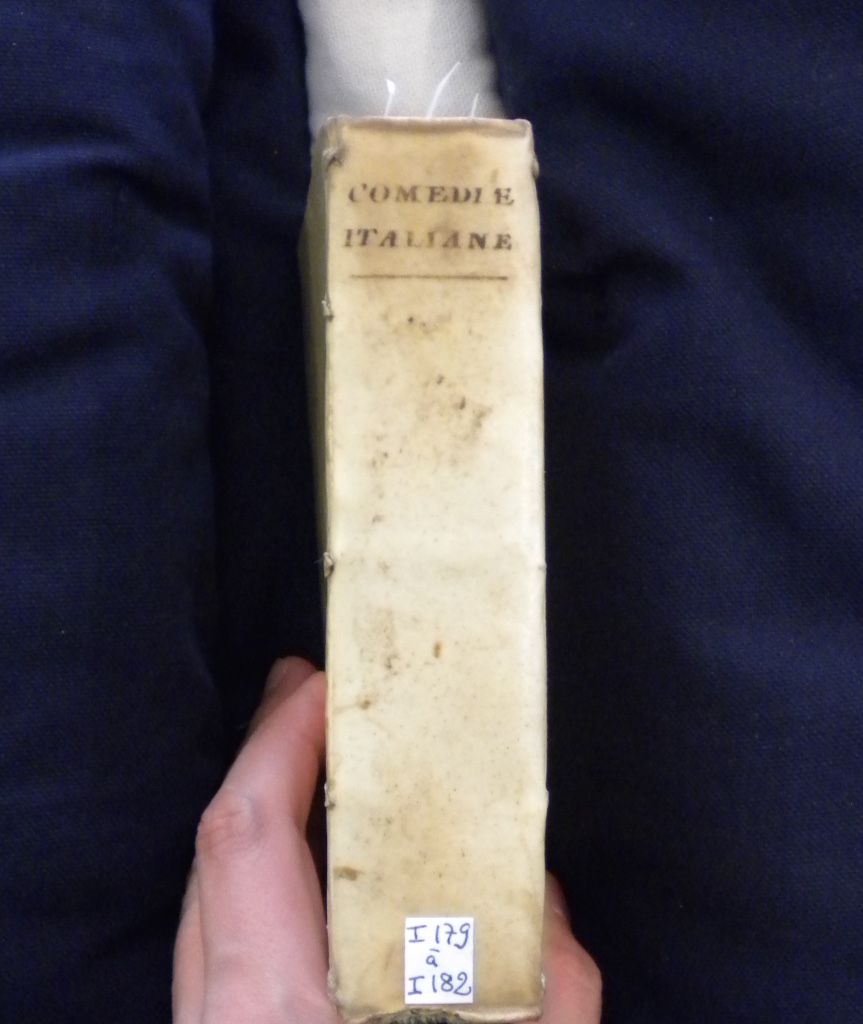 COMEDIE
ITALIANE
I 179
à
I 182